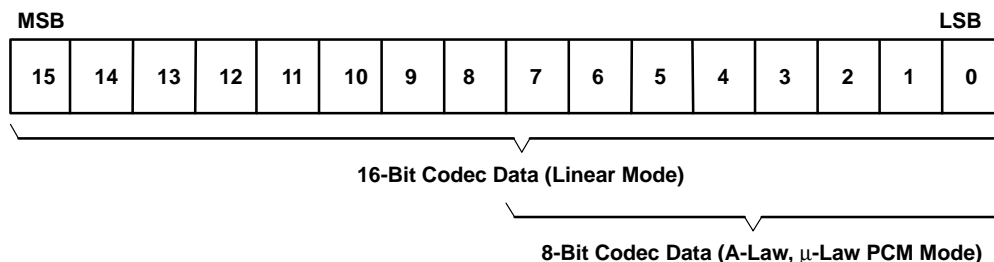 MSB LSB
15 14 13 12 11 10 9 8 7 6 5 4 3 2 1 0
16-Bit Codec Data (Linear Mode)
8-Bit Codec Data (A-Law, μ-Law PCM Mode)